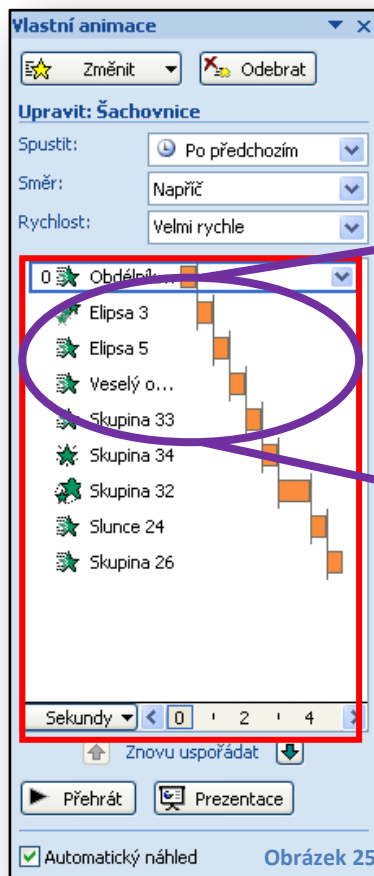 Vlastní animace
Změnit
Odebrat
Upravit: Šachovnice
Spustit:
Po předchozím
Směr:
Napříč
Rychlost:
Velmi rychle
0 Obdélník...
Elipsa 3
Elipsa 5
Veselý o...
Skupina 33
Skupina 34
Skupina 32
Slunce 24
Skupina 26
Sekundy 0 2 4
Znovu uspořádat
Přehrát
Prezentace
Automatický náhled
Obrázek 25